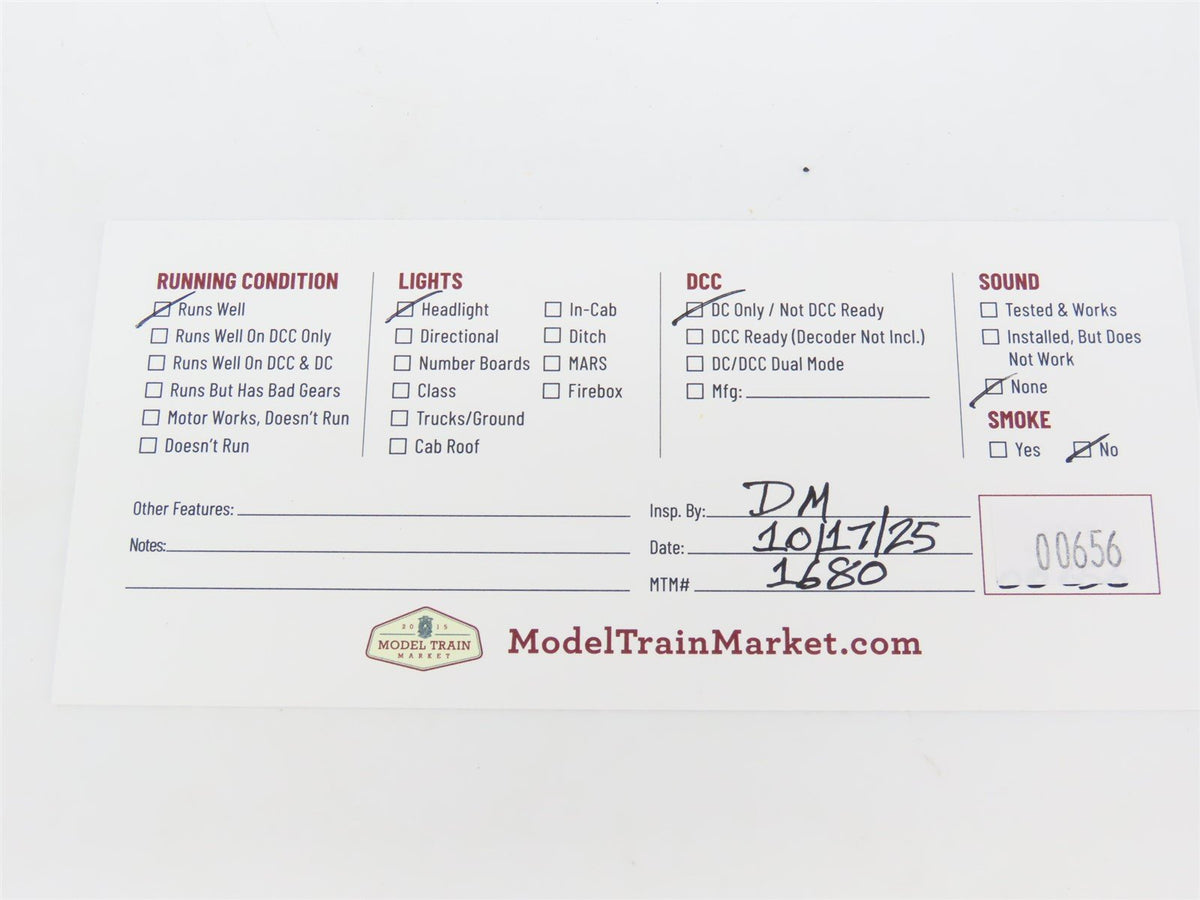 RUNNING CONDITION
Runs Well
Runs Well On DCC Only
Runs Well On DCC & DC
Runs But Has Bad Gears
Motor Works, Doesn't Run
Doesn't Run
LIGHTS
Headlight
Directional
Number Boards
Class
Trucks/Ground
Cab Roof
In-Cab
Ditch
MARS
Firebox
DCC
DC Only / Not DCC Ready
DCC Ready (Decoder Not Incl.)
DC/DCC Dual Mode
Mfg:
SOUND
Tested & Works
Installed, But Does
Not Work
None
SMOKE
Yes No
Other Features:
Notes:
Insp. By: DM
Date: 10/17/25
MTM# 1680
00656
2015
MODEL TRAIN
MARKET
ModelTrainMarket.com